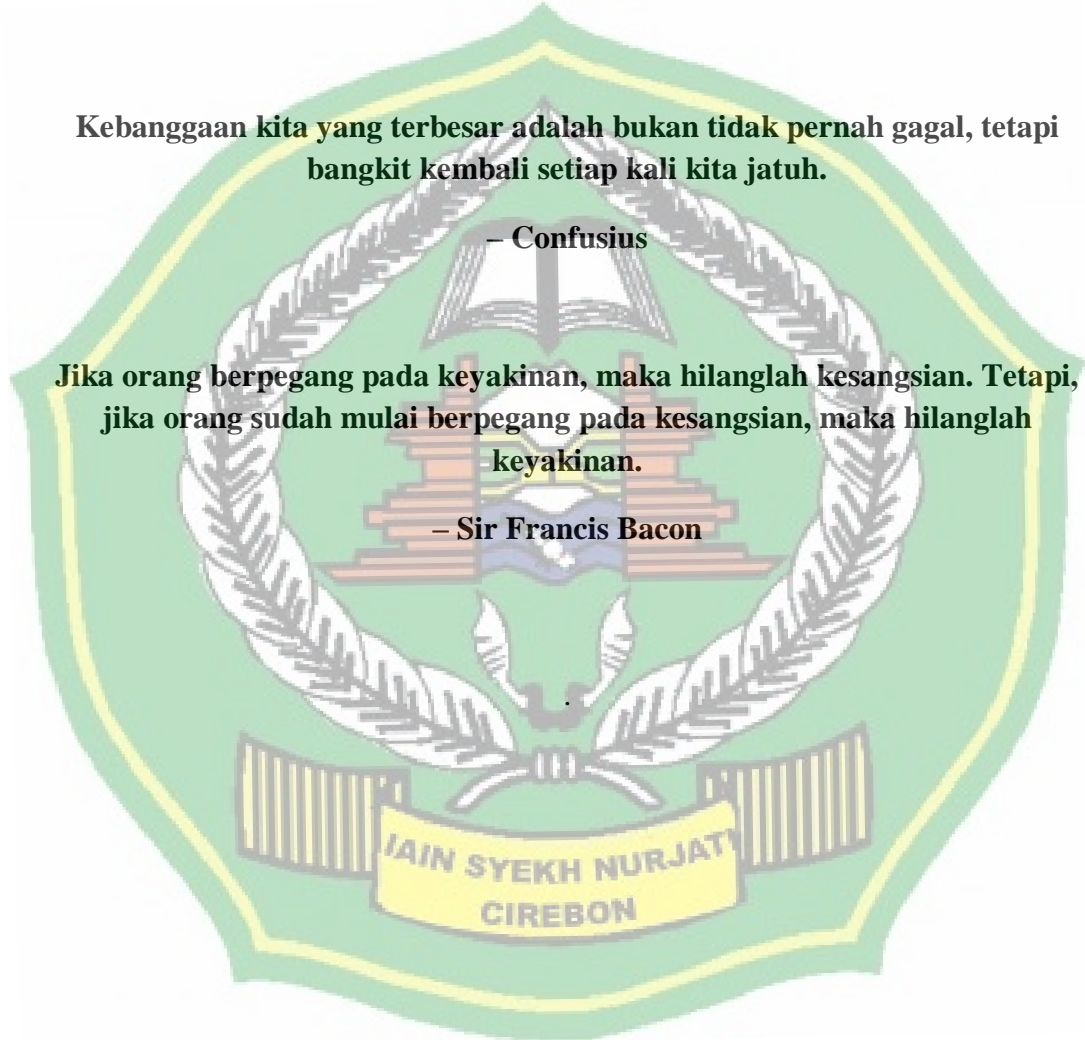 Kebanggaan kita yang terbesar adalah bukan tidak pernah gagal, tetapi
bangkit kembali setiap kali kita jatuh.
– Confusius
Jika orang berpegang pada keyakinan, maka hilanglah kesangsian. Tetapi,
jika orang sudah mulai berpegang pada kesangsian, maka hilanglah
keyakinan.
– Sir Francis Bacon
.
IAIN SYEKH NURJATI
CIREBON